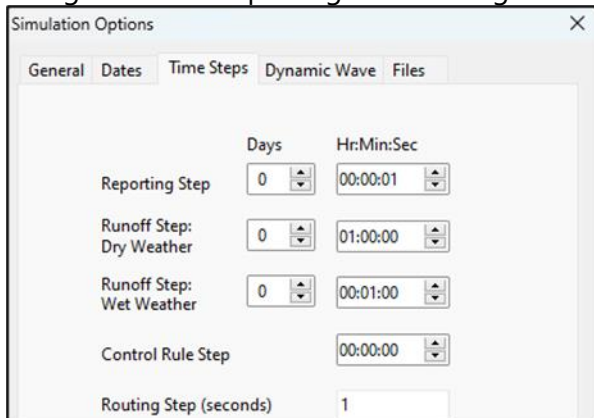 Simulation Options
General Dates Time Steps Dynamic Wave Files
Days Hr:Min:Sec
Reporting Step 0 00:00:01
Runoff Step:
Dry Weather 0 01:00:00
Runoff Step:
Wet Weather 0 00:01:00
Control Rule Step 00:00:00
Routing Step (seconds) 1